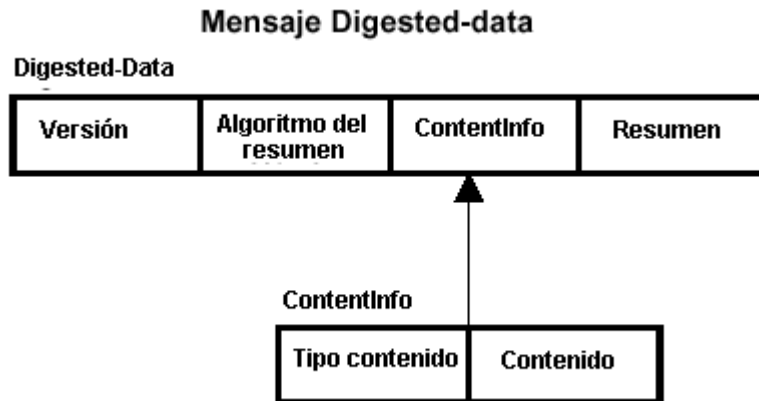 Mensaje Digested-data
Digested-Data
Versión
Algoritmo del
resumen
ContentInfo
Resumen
ContentInfo
Tipo contenido
Contenido